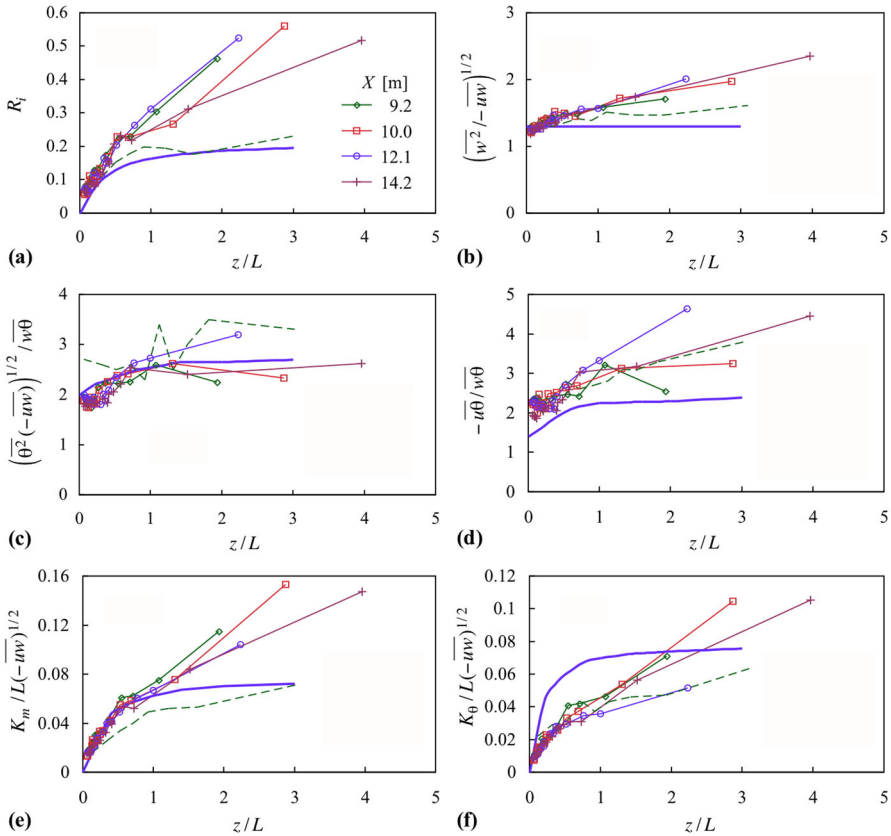 0.6
0.5
0.4
0.3
0.2
0.1
0
R_i
X [m]
9.2
10.0
12.1
14.2
0 1 2 3 4 5
(a)
z/L
3
2
1
0
(\overline{w^2}/-\overline{uw})^{1/2}
0 1 2 3 4 5
(b)
z/L
4
3
2
1
0
(\overline{θ^2}(-\overline{uw}))^{1/2}/\overline{wθ}
0 1 2 3 4 5
(c)
z/L
5
4
3
2
1
0
-\overline{uθ}/\overline{wθ}
0 1 2 3 4 5
(d)
z/L
0.16
0.12
0.08
0.04
0
K_m/L(-\overline{uw})^{1/2}
0 1 2 3 4 5
(e)
z/L
0.12
0.1
0.08
0.06
0.04
0.02
0
K_θ/L(-\overline{uw})^{1/2}
0 1 2 3 4 5
(f)
z/L